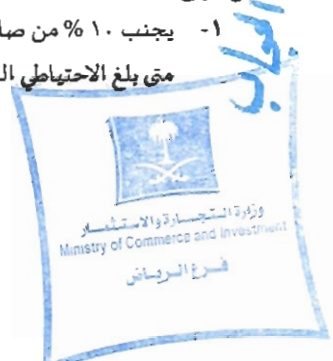 ١- يجنب ١٠ % من صا
متى بلغ الاحتياطي ال
وزارة التجارة والاستثمار
Ministry of Commerce and Investment
فرع الرياض